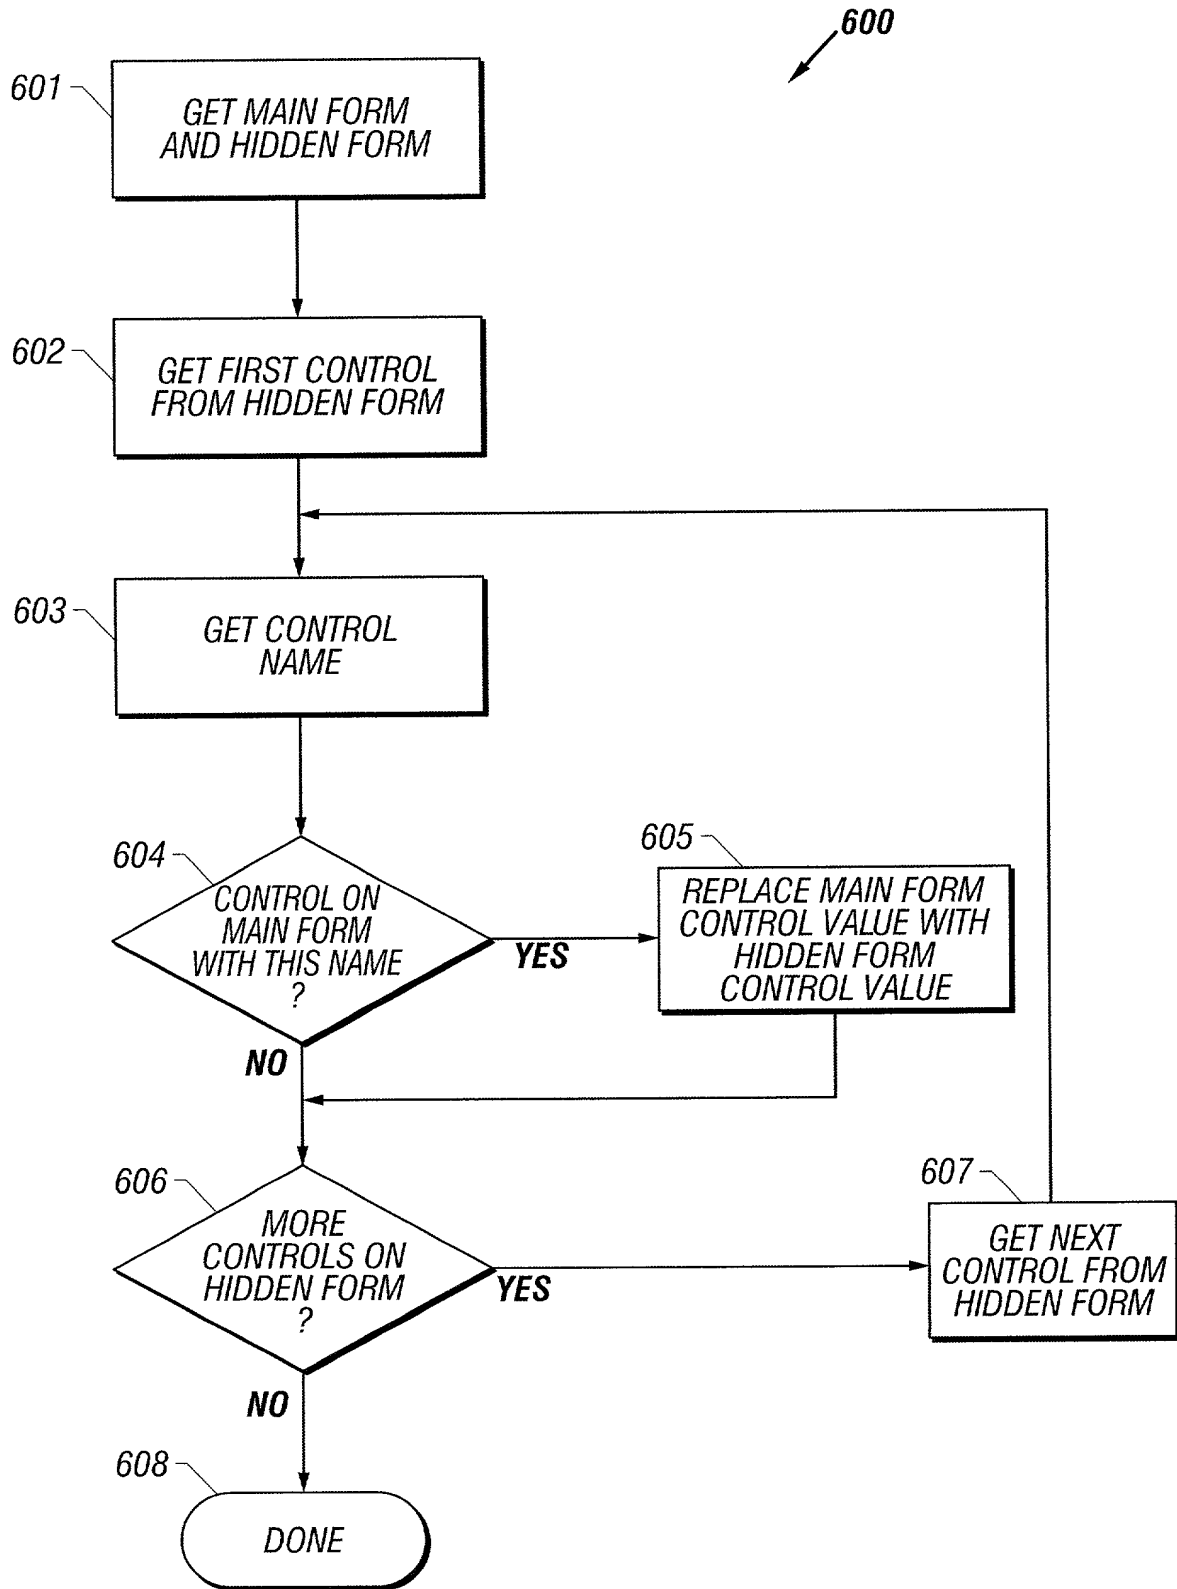 600
601
GET MAIN FORM
AND HIDDEN FORM
602
GET FIRST CONTROL
FROM HIDDEN FORM
603
GET CONTROL
NAME
604
CONTROL ON
MAIN FORM
WITH THIS NAME
?
YES
NO
605
REPLACE MAIN FORM
CONTROL VALUE WITH
HIDDEN FORM
CONTROL VALUE
606
MORE
CONTROLS ON
HIDDEN FORM
?
YES
NO
607
GET NEXT
CONTROL FROM
HIDDEN FORM
608
DONE